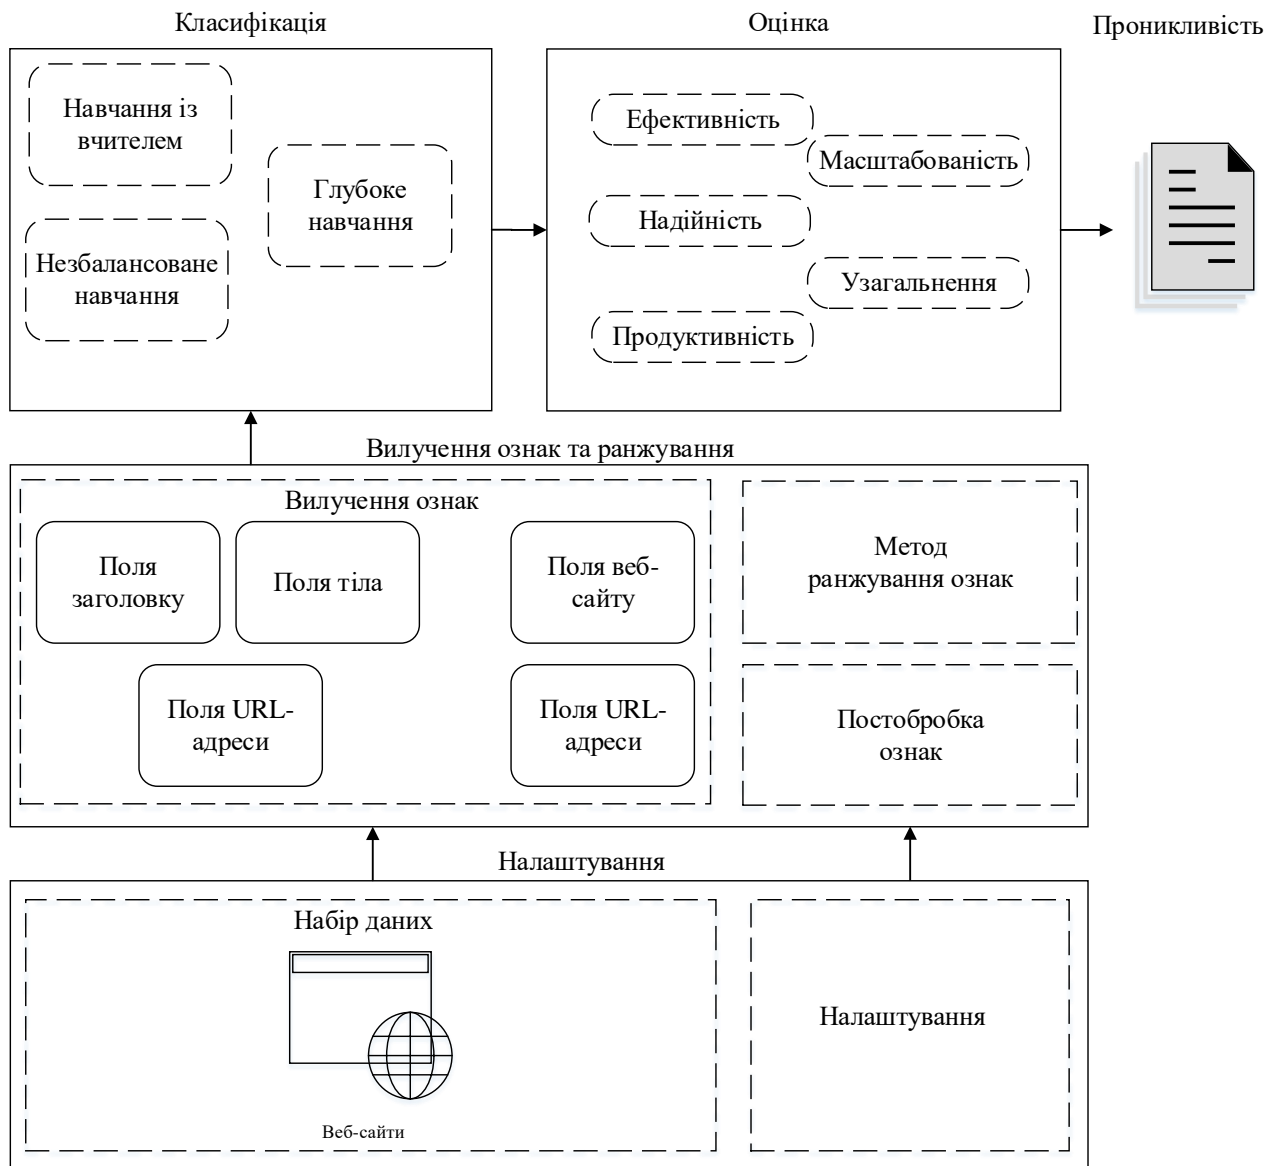 Класифікація
Оцінка
Проникливість
Навчання із
вчителем
Глубоке
навчання
Незбалансоване
навчання
Ефективність
Масштабованість
Надійність
Узагальнення
Продуктивність
Вилучення ознак та ранжування
Вилучення ознак
Поля
заголовку
Поля тіла
Поля веб-
сайту
Поля URL-
адреси
Поля URL-
адреси
Метод
ранжування ознак
Постобробка
ознак
Налаштування
Набір даних
Веб-сайти
Налаштування